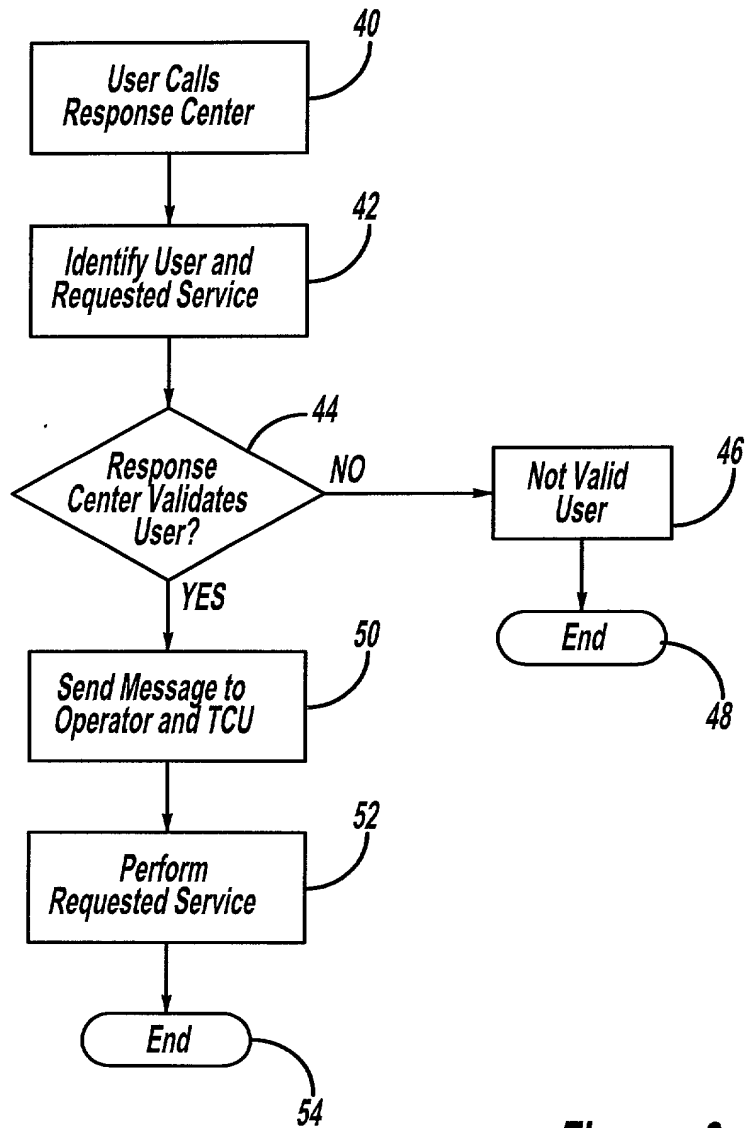 40
User Calls
Response Center
42
Identify User and
Requested Service
44
Response
Center Validates
User?
NO
46
Not Valid
User
End
48
YES
50
Send Message to
Operator and TCU
52
Perform
Requested Service
End
54